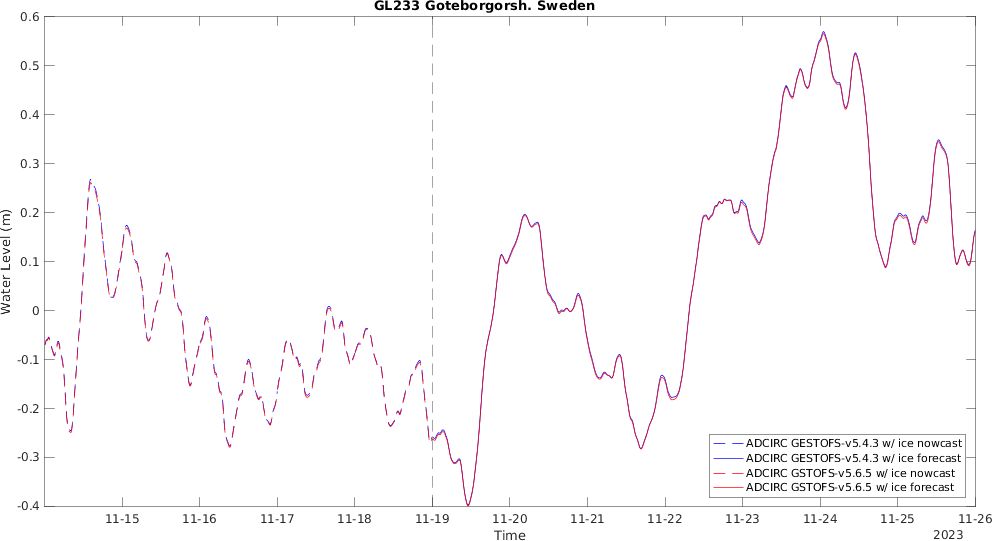 GL233 Goteborgorsh. Sweden
0.6
0.5
0.4
0.3
0.2
0.1
0
-0.1
-0.2
-0.3
-0.4
Water Level (m)
ADCIRC GESTOFS-v5.4.3 w/ ice nowcast
ADCIRC GESTOFS-v5.4.3 w/ ice forecast
ADCIRC GSTOFS-v5.6.5 w/ ice nowcast
ADCIRC GSTOFS-v5.6.5 w/ ice forecast
11-15 11-16 11-17 11-18 11-19 11-20 11-21 11-22 11-23 11-24 11-25 11-26
Time
2023